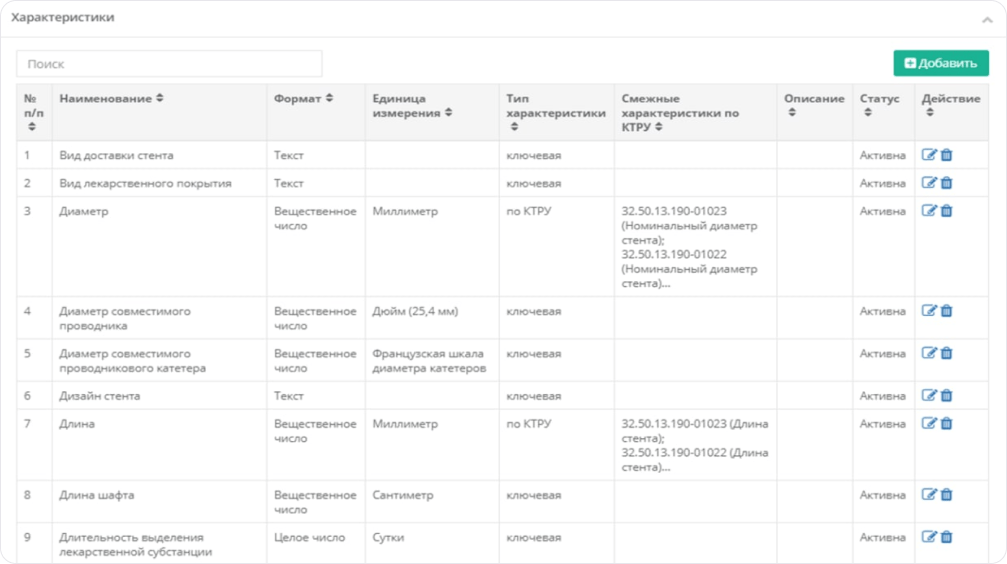 Характеристики
Поиск
Добавить
№ п/п Наименование Формат Единица измерения Тип характеристики Смежные характеристики по КТРУ Описание Статус Действие
1 Вид доставки стента Текст ключевая Активна
2 Вид лекарственного покрытия Текст ключевая Активна
3 Диаметр Вещественное число Миллиметр по КТРУ 32.50.13.190-01023 (Номинальный диаметр стента); 32.50.13.190-01022 (Номинальный диаметр стента)... Активна
4 Диаметр совместимого проводника Вещественное число Дюйм (25,4 мм) ключевая Активна
5 Диаметр совместимого проводникового катетера Вещественное число Французская шкала диаметра катетеров ключевая Активна
6 Дизайн стента Текст ключевая Активна
7 Длина Вещественное число Миллиметр по КТРУ 32.50.13.190-01023 (Длина стента); 32.50.13.190-01022 (Длина стента)... Активна
8 Длина шафта Вещественное число Сантиметр ключевая Активна
9 Длительность выделения лекарственной субстанции Целое число Сутки ключевая Активна